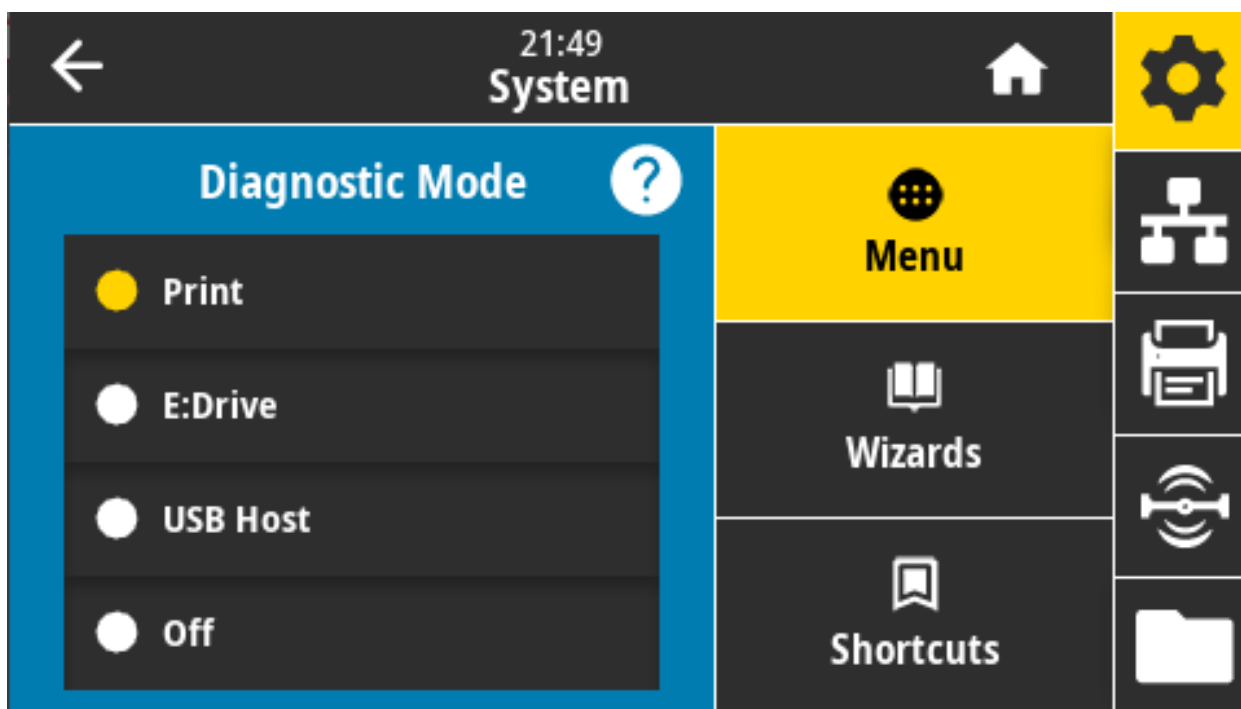 21:49
System
Diagnostic Mode
?
Print
E:Drive
USB Host
Off
Menu
Wizards
Shortcuts